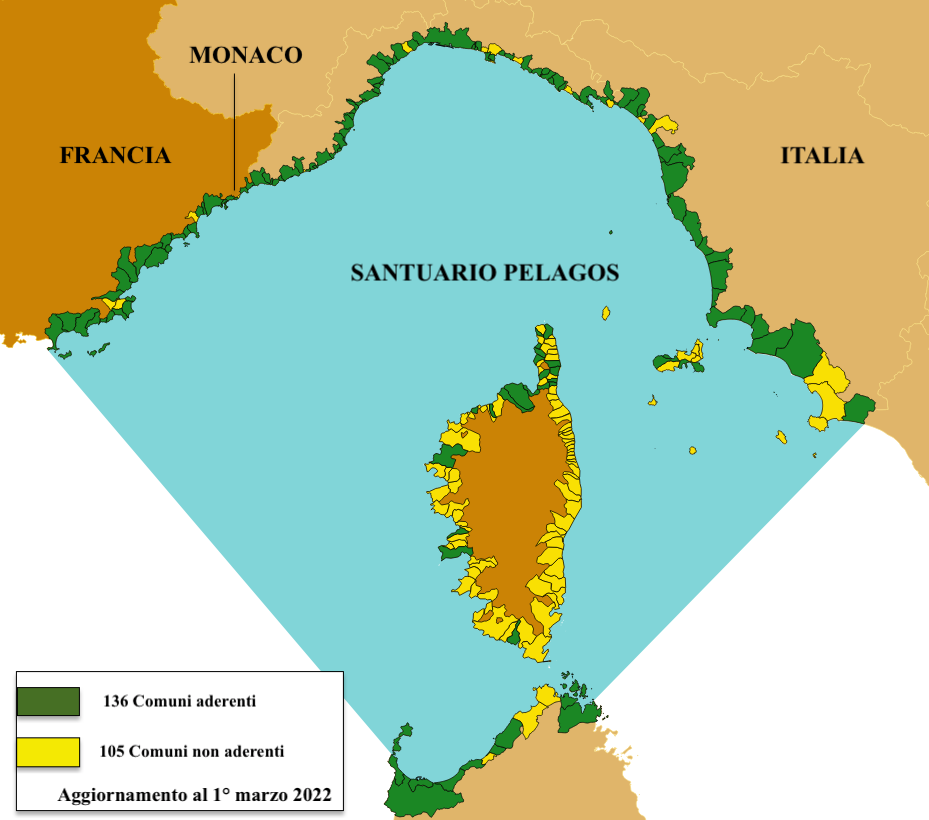 MONACO
FRANCIA
ITALIA
SANTUARIO PELAGOS
136 Comuni aderenti
105 Comuni non aderenti
Aggiornamento al 1° marzo 2022